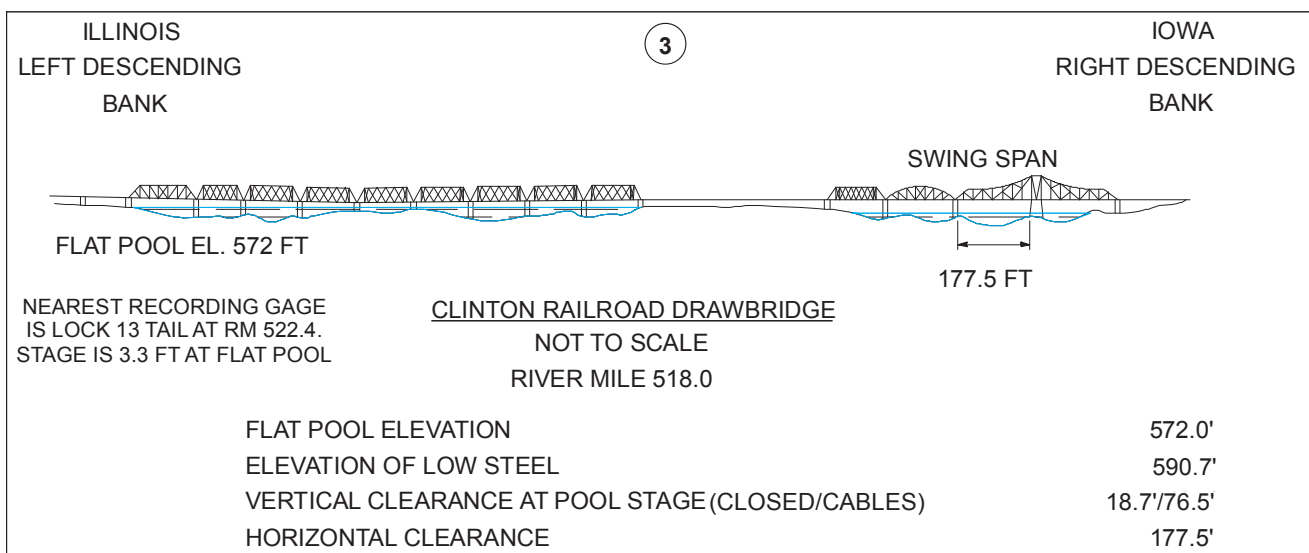 ILLINOIS
LEFT DESCENDING
BANK
3
IOWA
RIGHT DESCENDING
BANK
SWING SPAN
FLAT POOL EL. 572 FT
177.5 FT
NEAREST RECORDING GAGE
IS LOCK 13 TAIL AT RM 522.4.
STAGE IS 3.3 FT AT FLAT POOL
CLINTON RAILROAD DRAWBRIDGE
NOT TO SCALE
RIVER MILE 518.0
FLAT POOL ELEVATION 572.0'
ELEVATION OF LOW STEEL 590.7'
VERTICAL CLEARANCE AT POOL STAGE (CLOSED/CABLES) 18.7'/76.5'
HORIZONTAL CLEARANCE 177.5'